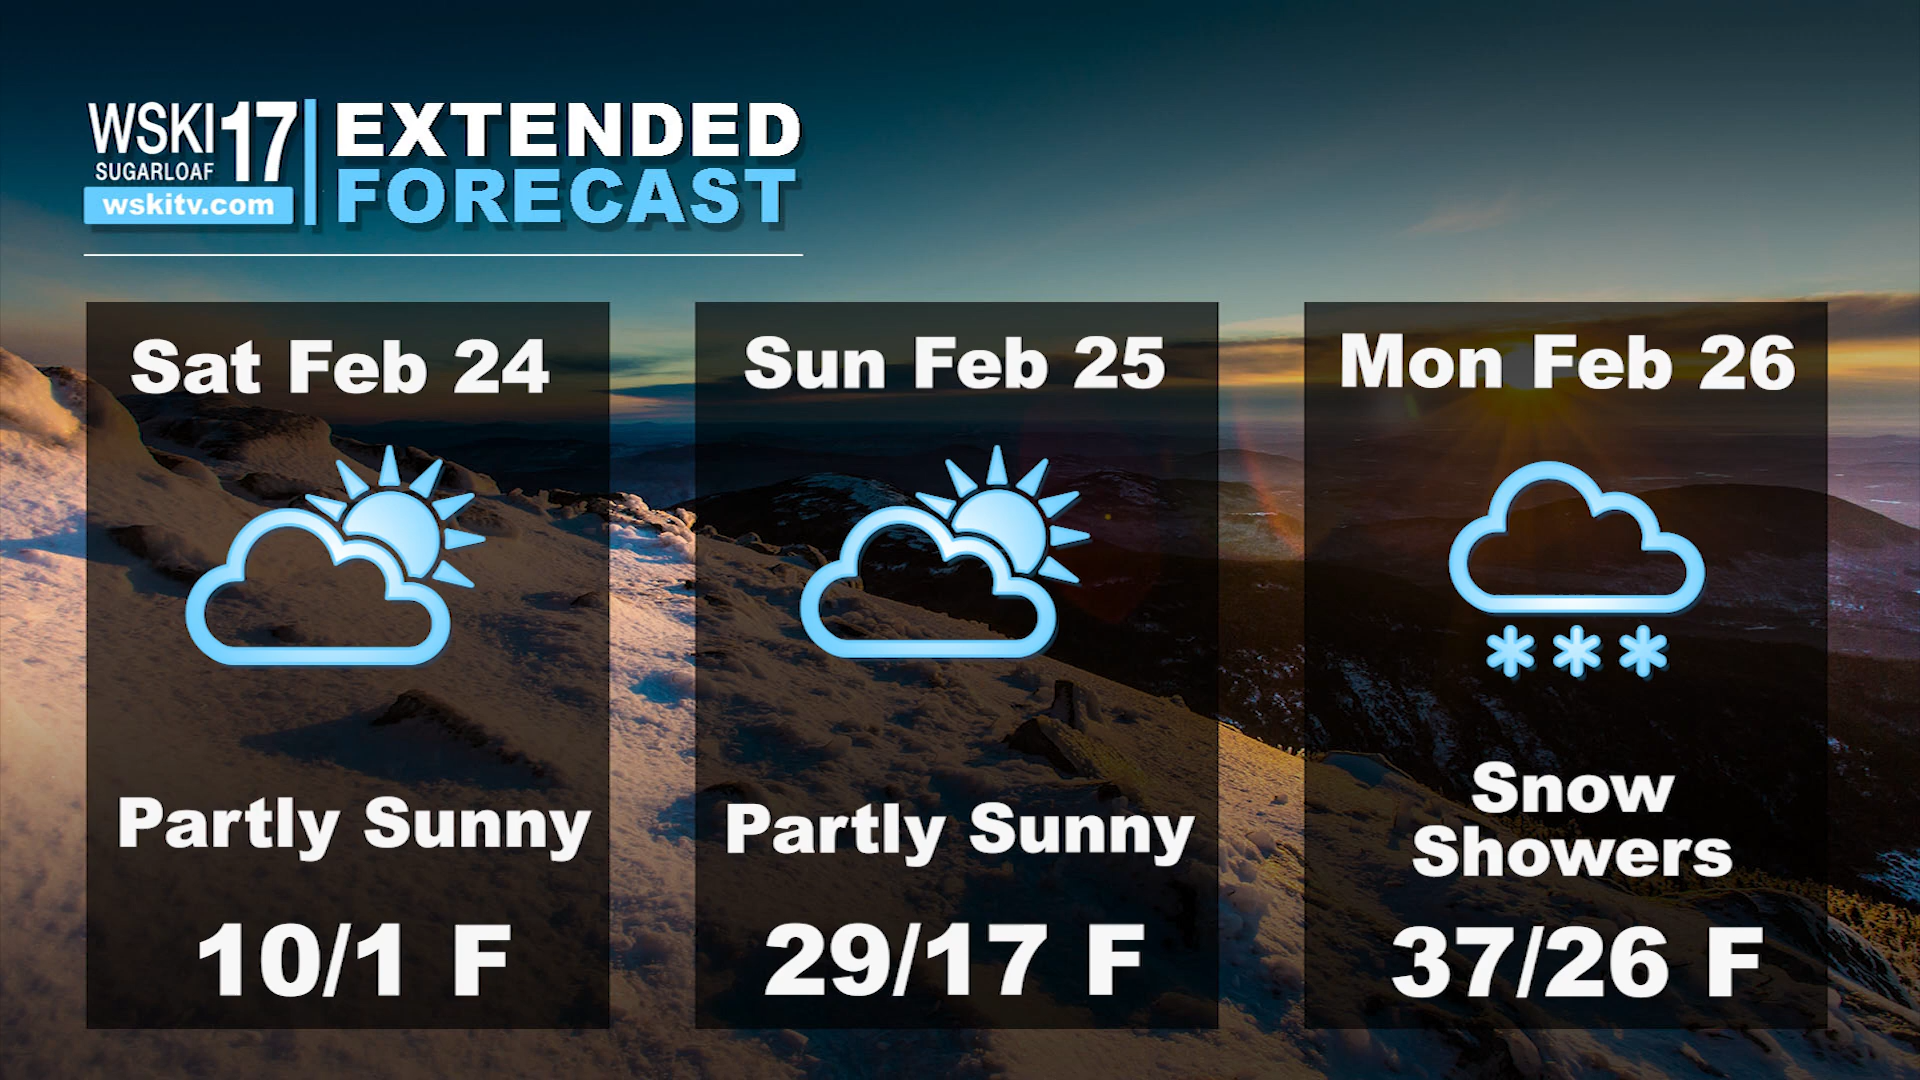 WSKI 17
SUGARLOAF
wskitv.com
EXTENDED
FORECAST
Sat Feb 24
Partly Sunny
10/1 F
Sun Feb 25
Partly Sunny
29/17 F
Mon Feb 26
Snow
Showers
37/26 F